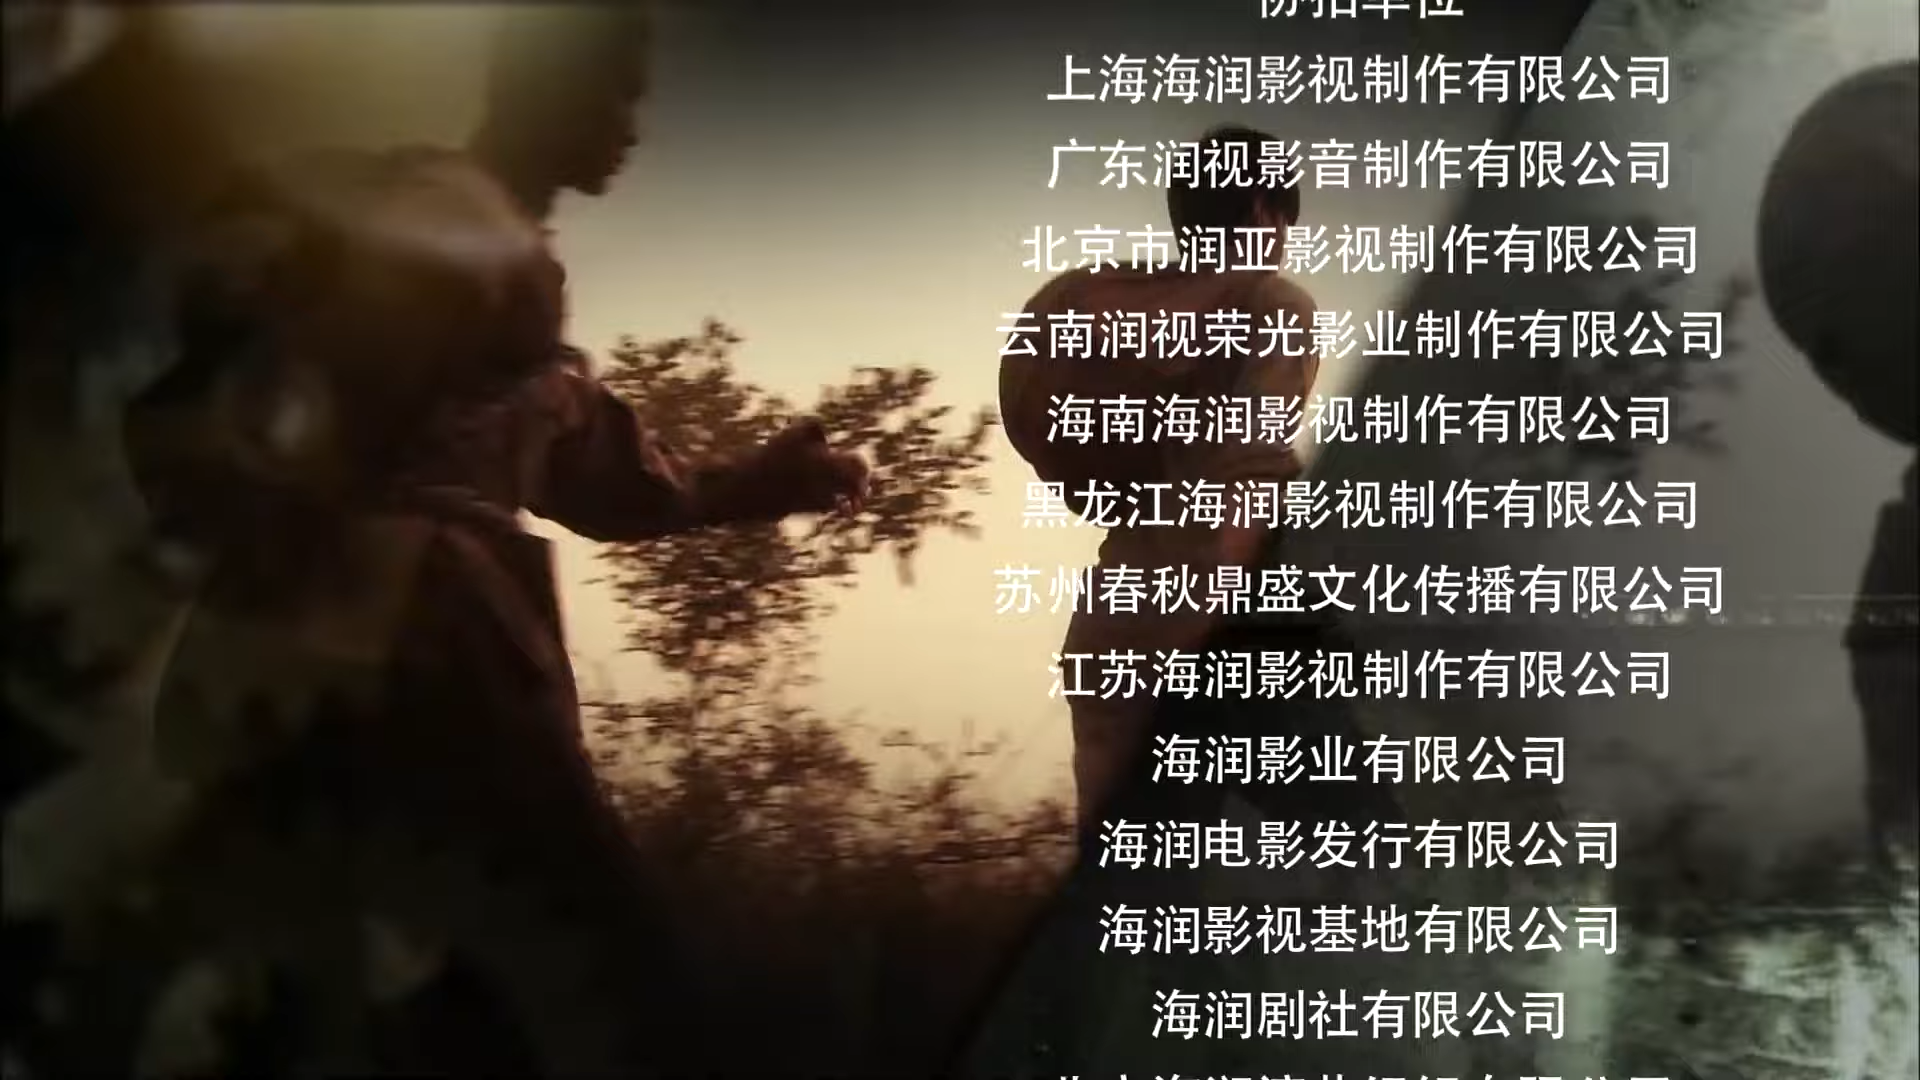 协拍单位
上海海润影视制作有限公司
广东润视影音制作有限公司
北京市润亚影视制作有限公司
云南润视荣光影业制作有限公司
海南海润影视制作有限公司
黑龙江海润影视制作有限公司
苏州春秋鼎盛文化传播有限公司
江苏海润影视制作有限公司
海润影业有限公司
海润电影发行有限公司
海润影视基地有限公司
海润剧社有限公司